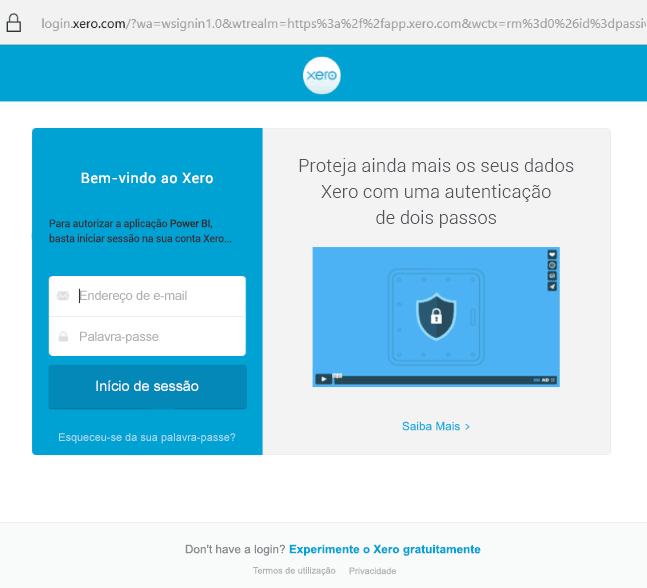 login.xero.com/?wa=wsignin1.0&wtrealm=https%3a%2f%2fapp.xero.com&wctx=rm%3d0%26id%3dpassiv
xero
Bem-vindo ao Xero
Para autorizar a aplicação Power BI,
basta iniciar sessão na sua conta Xero...
Endereço de e-mail
Palavra-passe
Início de sessão
Esqueceu-se da sua palavra-passe?
Proteja ainda mais os seus dados
Xero com uma autenticação
de dois passos
HD
Saiba Mais >
Don't have a login? Experimente o Xero gratuitamente
Termos de utilização Privacidade